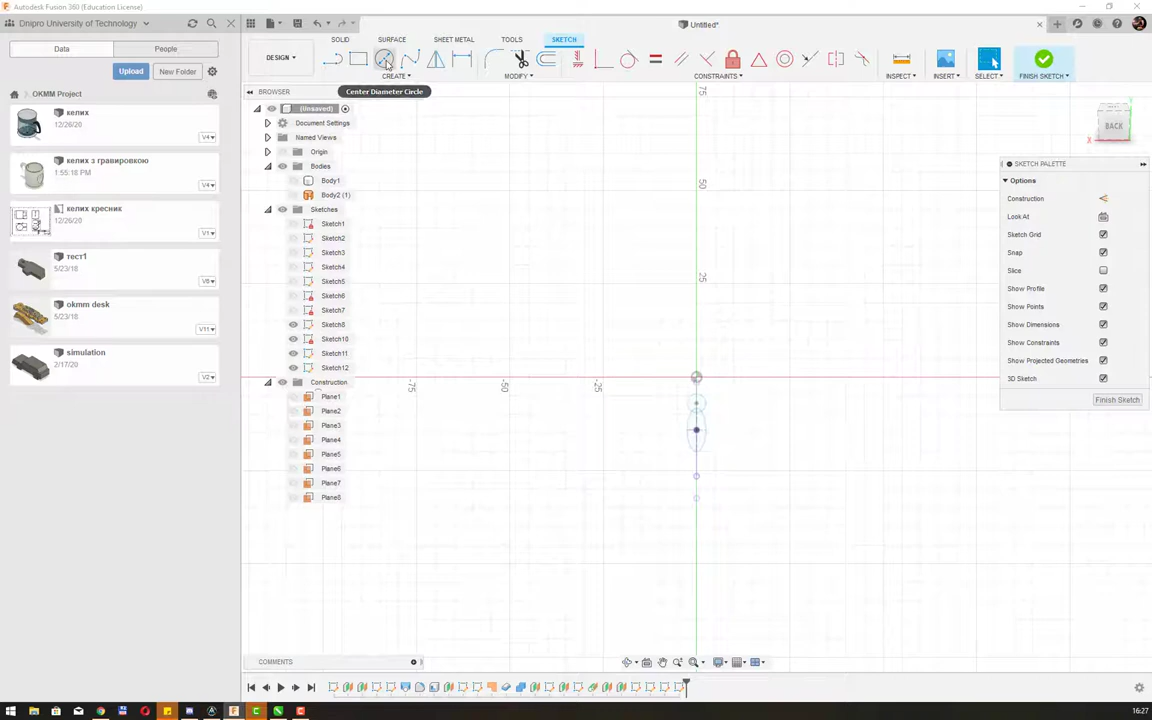 Autodesk Fusion 360 (Education License)
Dnipro University of Technology
Untitled*
Data People
Upload New Folder
OKMM Project
келих
12/26/20
V4
келих з гравировкою
1:55:18 PM
V4
келих кресник
12/26/20
V1
тест1
5/23/18
V6
okmm desk
5/23/18
V11
simulation
2/17/20
V2
DESIGN
SOLID SURFACE SHEET METAL TOOLS SKETCH
CREATE MODIFY CONSTRAINTS INSPECT INSERT SELECT FINISH SKETCH
Center Diameter Circle
BROWSER
(Unsaved)
Document Settings
Named Views
Origin
Bodies
Body1
Body2 (1)
Sketches
Sketch1
Sketch2
Sketch3
Sketch4
Sketch5
Sketch6
Sketch7
Sketch8
Sketch10
Sketch11
Sketch12
Construction
Plane1
Plane2
Plane3
Plane4
Plane5
Plane6
Plane7
Plane8
75
50
25
-75 -50 -25
BACK
X
SKETCH PALETTE
Options
Construction
Look At
Sketch Grid
Snap
Slice
Show Profile
Show Points
Show Dimensions
Show Constraints
Show Projected Geometries
3D Sketch
Finish Sketch
COMMENTS
16:27